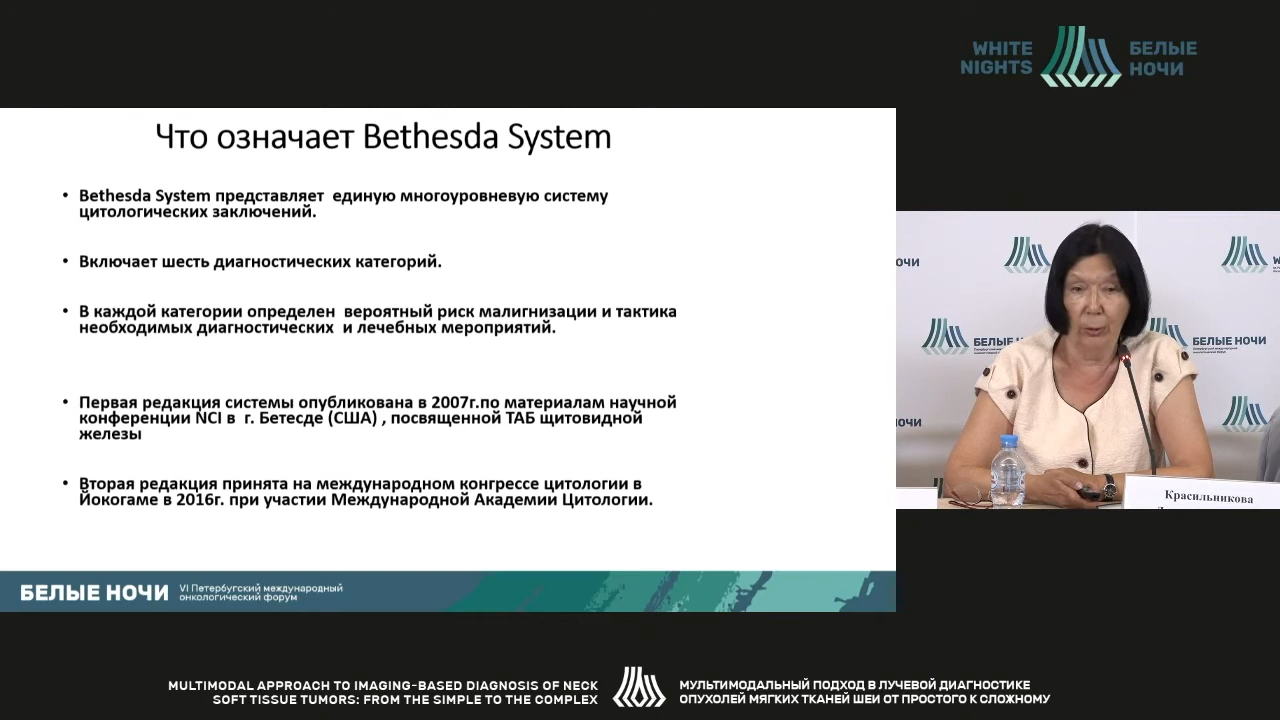 WHITE
NIGHTS
БЕЛЫЕ
НОЧИ
Что означает Bethesda System
• Bethesda System представляет единую многоуровневую систему
цитологических заключений.
• Включает шесть диагностических категорий.
• В каждой категории определен вероятный риск малигнизации и тактика
необходимых диагностических и лечебных мероприятий.
• Первая редакция системы опубликована в 2007г.по материалам научной
конференции NCI в г. Бетесде (США) , посвященной ТАБ щитовидной
железы
• Вторая редакция принята на международном конгрессе цитологии в
Йокогаме в 2016г. при участии Международной Академии Цитологии.
БЕЛЫЕ НОЧИ
VI Петербургский международный
онкологический форум
НОЧИ
БЕЛЫЕ НОЧИ
НОЧИ
Красильникова
MULTIMODAL APPROACH TO IMAGING-BASED DIAGNOSIS OF NECK
SOFT TISSUE TUMORS: FROM THE SIMPLE TO THE COMPLEX
МУЛЬТИМОДАЛЬНЫЙ ПОДХОД В ЛУЧЕВОЙ ДИАГНОСТИКЕ
ОПУХОЛЕЙ МЯГКИХ ТКАНЕЙ ШЕИ ОТ ПРОСТОГО К СЛОЖНОМУ